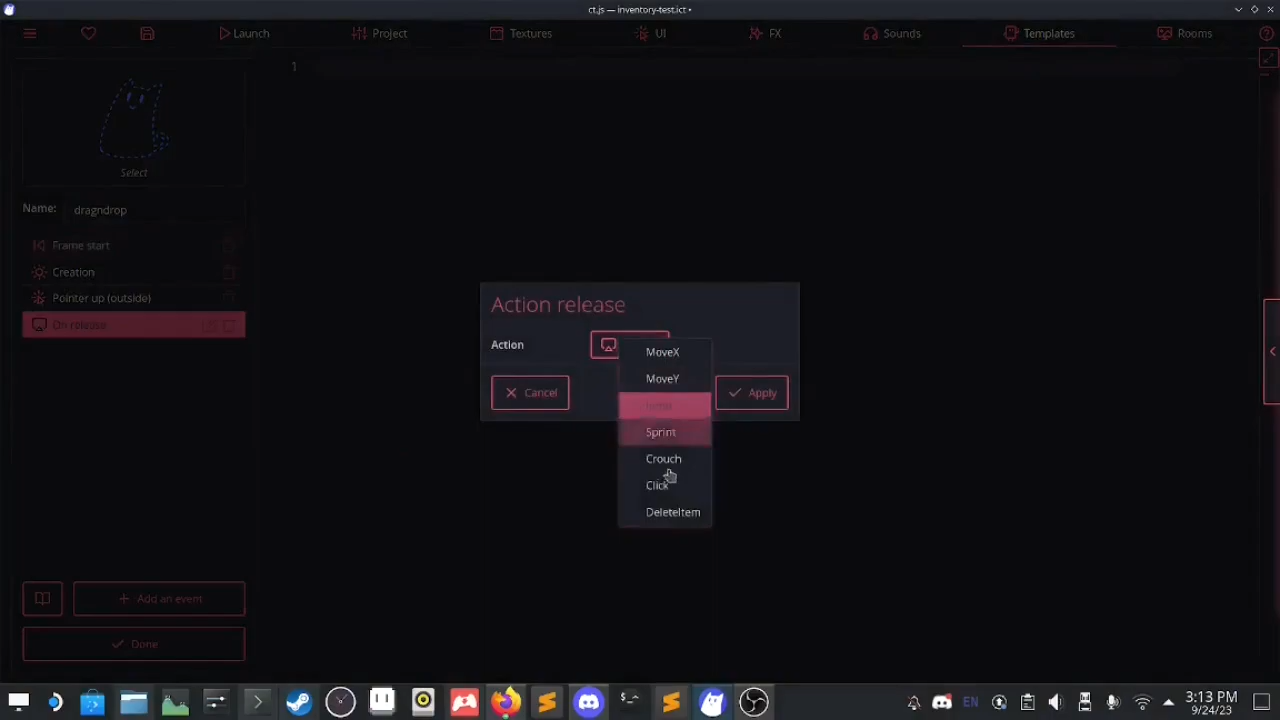 ct.js — inventory-test.ict •
Launch
Project
Textures
UI
FX
Sounds
Templates
Rooms
1
Select
Name: dragndrop
Frame start
Creation
Pointer up (outside)
On release
Action release
Action
MoveX
MoveY
Sprint
Crouch
Click
DeleteItem
Cancel
Apply
Add an event
Done
EN
3:13 PM
9/24/23